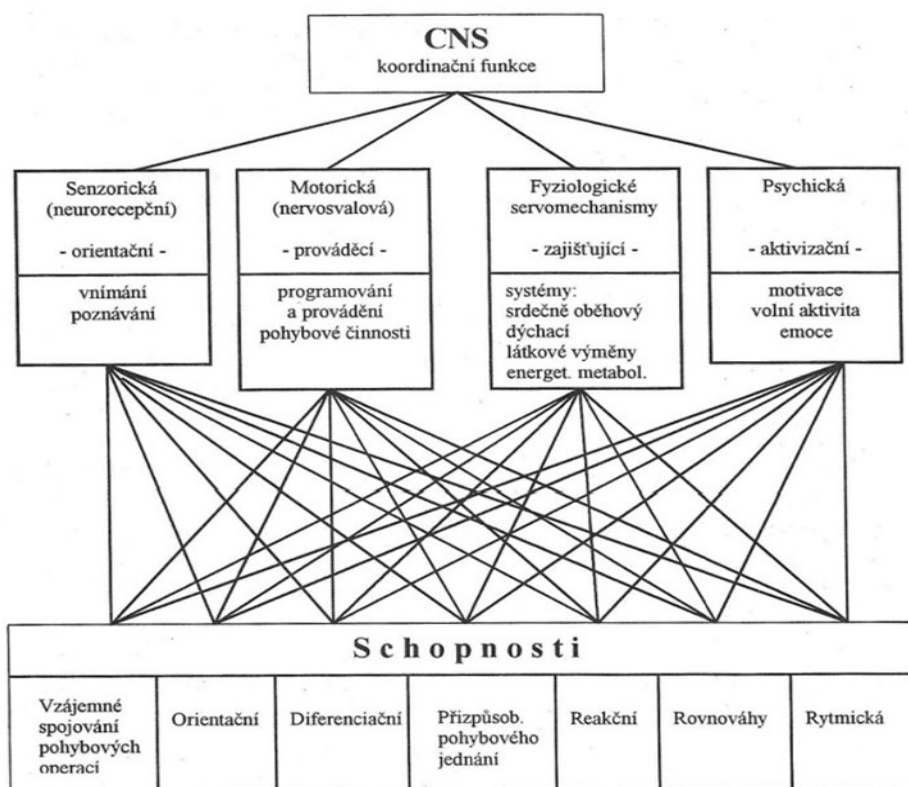 CNS
koordinační funkce
Senzorická
(neurorecepční)
- orientační -
vnímání
poznávání
Motorická
(nervosvalová)
- prováděcí -
programování
a provádění
pohybové činnosti
Fyziologické
servomechanismy
- zajišťující -
systémy:
srdečně oběhový
dýchací
látkové výměny
energet. metabol.
Psychická
- aktivizační -
motivace
volní aktivita
emoce
Schopnosti
Vzájemné
spojování
pohybových
operací
Orientační
Diferenciační
Přizpůsob.
pohybového
jednání
Reakční
Rovnováhy
Rytmická